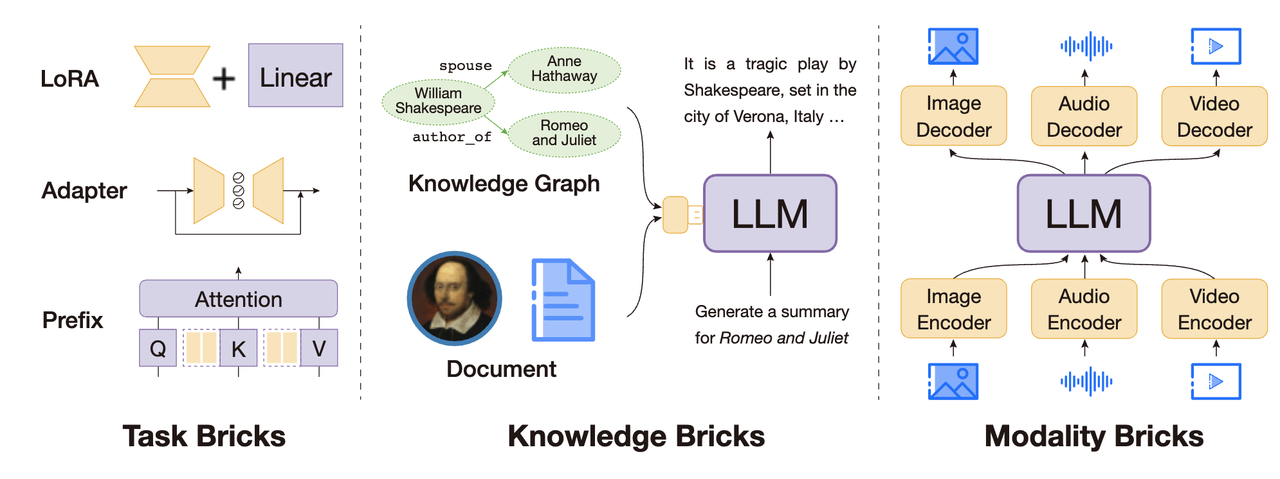 LoRA
Linear
Adapter
Prefix
Attention
Q
K
V
Task Bricks
spouse
Anne
Hathaway
William
Shakespeare
author_of
Romeo
and Juliet
Knowledge Graph
Document
It is a tragic play by
Shakespeare, set in the
city of Verona, Italy ...
LLM
Generate a summary
for Romeo and Juliet
Knowledge Bricks
Image
Decoder
Audio
Decoder
Video
Decoder
LLM
Image
Encoder
Audio
Encoder
Video
Encoder
Modality Bricks